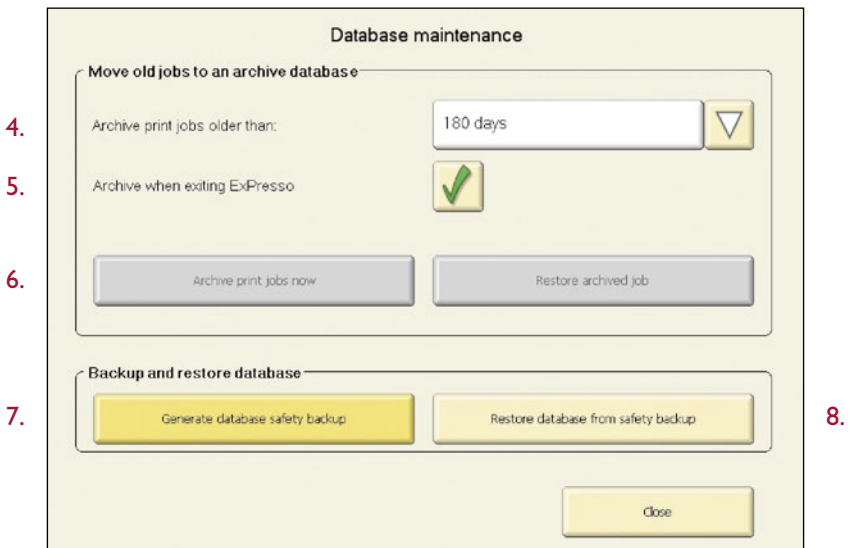 Database maintenance
Move old jobs to an archive database
4. Archive print jobs older than: 180 days
5. Archive when exiting ExPresso
6. Archive print jobs now Restore archived job
Backup and restore database
7. Generate database safety backup Restore database from safety backup 8.
Close